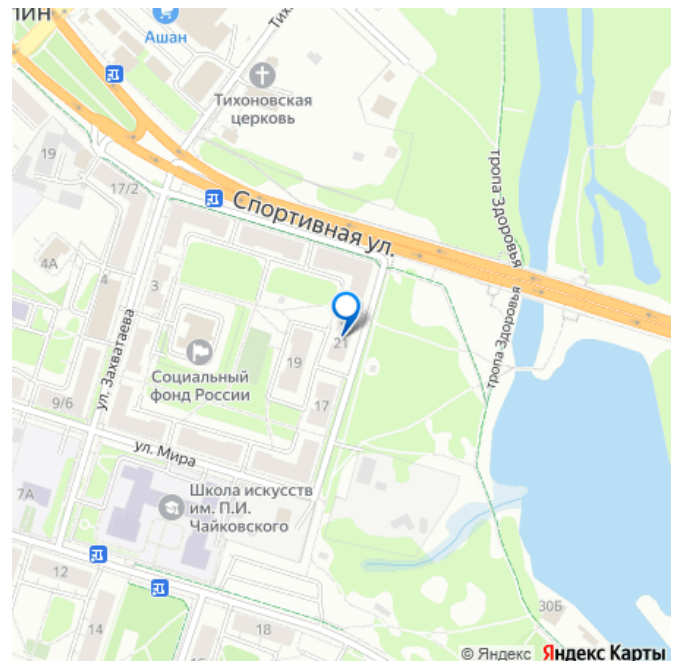 лин
Ашан
Тихо
Тихоновская
церковь
19
17/2
Спортивная ул.
тропа Здоровья
тропа Здоровья
4А
4
3
ул. Захватаева
21
19
Социальный
фонд России
17
9/6
ул. Мира
7А
Школа искусств
им. П.И.
Чайковского
12
14
18
30Б
© Яндекс Яндекс Карты